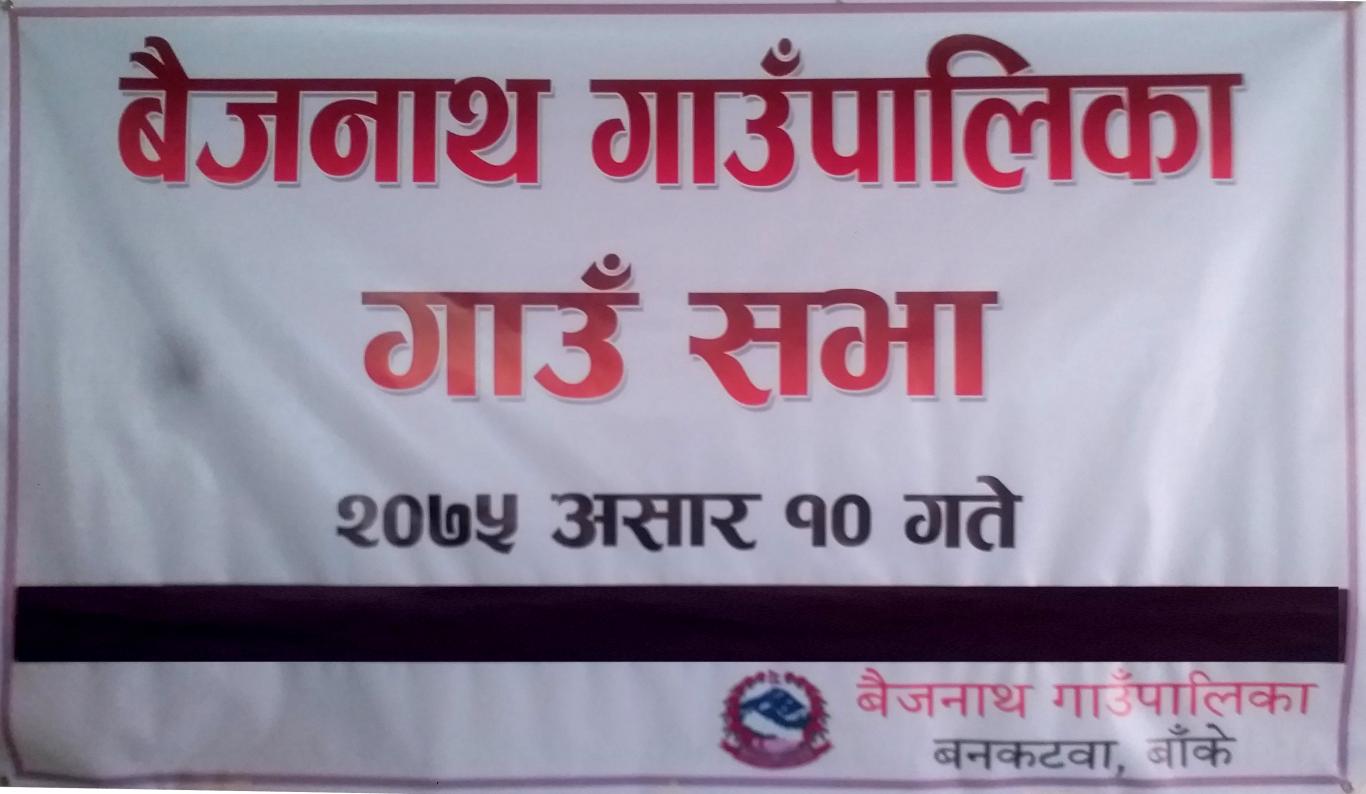 बैजनाथ गाउँपालिका
गाउँ सभा
२०७५ असार १० गते
बैजनाथ गाउँपालिका
बनकटवा, बाँके